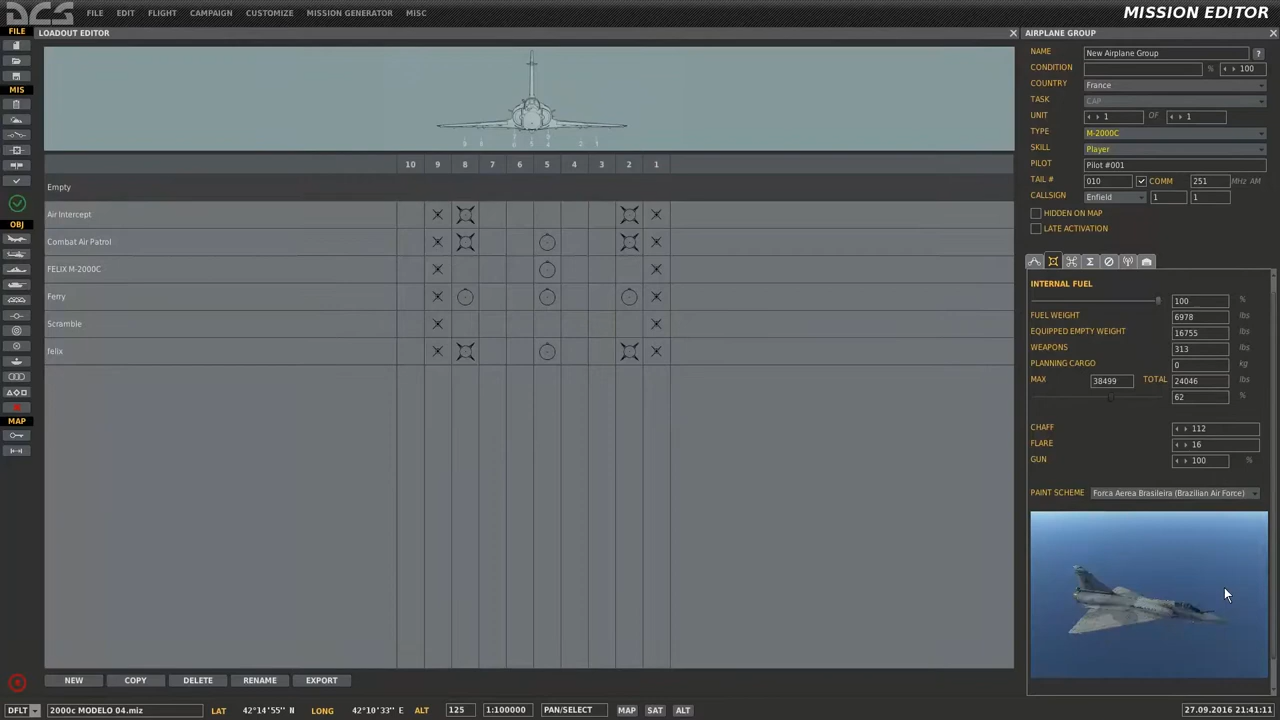 DCS FILE EDIT FLIGHT CAMPAIGN CUSTOMIZE MISSION GENERATOR MISC MISSION EDITOR
FILE LOADOUT EDITOR AIRPLANE GROUP
NAME New Airplane Group ?
CONDITION % 100
COUNTRY France
TASK CAP
UNIT 1 OF 1
TYPE M-2000C
SKILL Player
PILOT Pilot #001
TAIL # 010 COMM 251 MHz AM
CALLSIGN Enfield 1 1
HIDDEN ON MAP
LATE ACTIVATION
MIS
OBJ
MAP
10 9 8 7 6 5 4 3 2 1
Empty
Air Intercept
Combat Air Patrol
FELIX M-2000C
Ferry
Scramble
felix
INTERNAL FUEL
100 %
FUEL WEIGHT 6978 lbs
EQUIPPED EMPTY WEIGHT 16755 lbs
WEAPONS 313 lbs
PLANNING CARGO 0 kg
MAX 38499 TOTAL 24046 lbs
62 %
CHAFF 112
FLARE 16
GUN 100 %
PAINT SCHEME Forca Aerea Brasileira (Brazilian Air Force)
NEW COPY DELETE RENAME EXPORT
DFLT 2000c MODELO 04.miz LAT 42°14'55" N LONG 42°10'33" E ALT 125 1:100000 PAN/SELECT MAP SAT ALT 27.09.2016 21:41:11